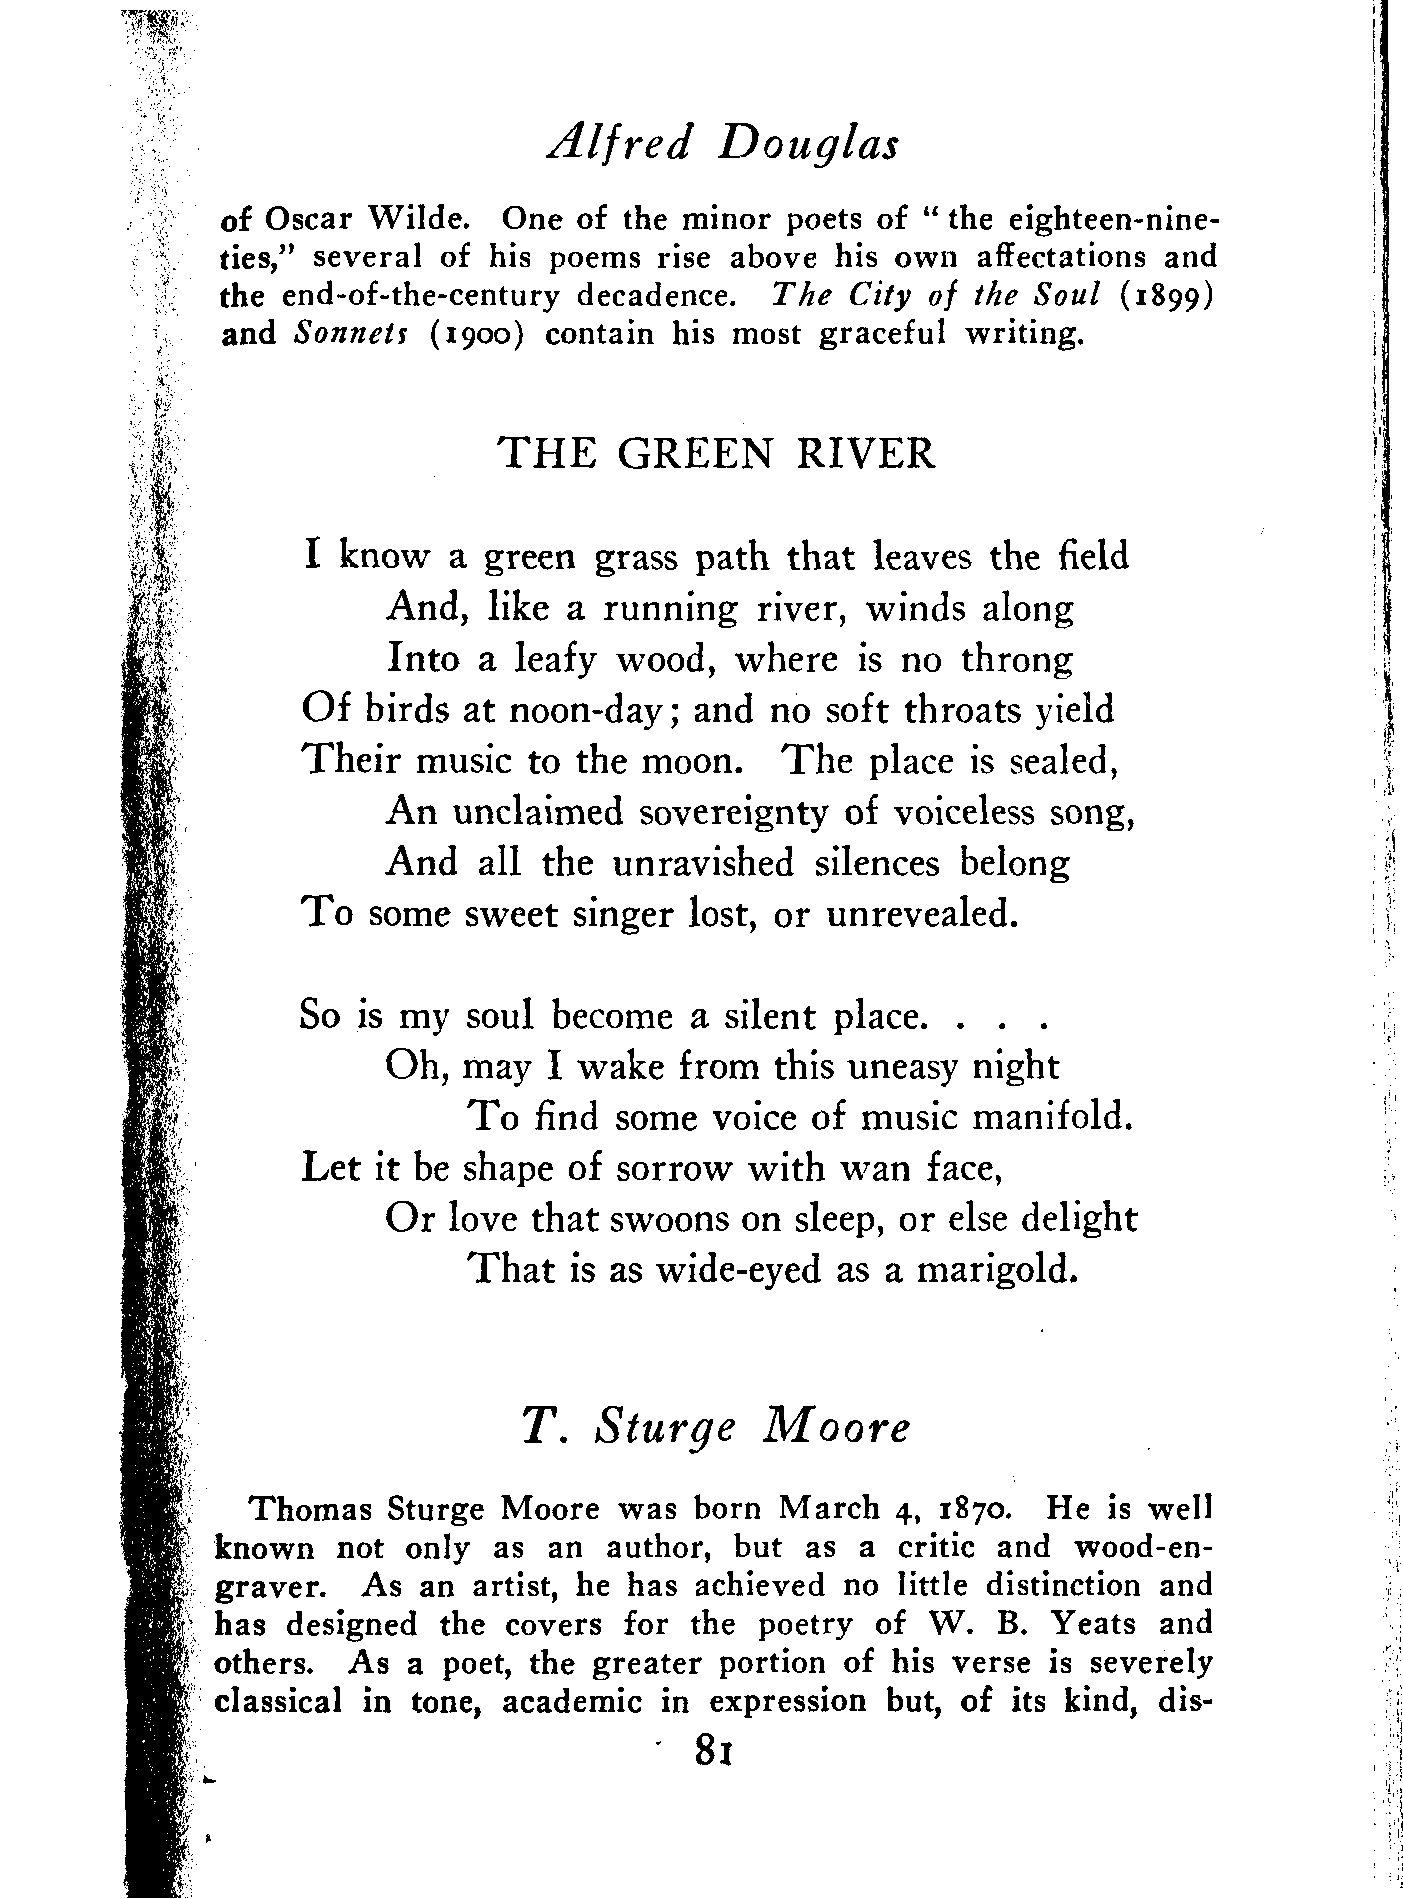 Alfred Douglas
of Oscar Wilde. One of the minor poets of "the eighteen-nine-
ties," several of his poems rise above his own affectations and
the end-of-the-century decadence. The City of the Soul (1899)
and Sonnets (1900) contain his most graceful writing.
THE GREEN RIVER
I know a green grass path that leaves the field
And, like a running river, winds along
Into a leafy wood, where is no throng
Of birds at noon-day; and no soft throats yield
Their music to the moon. The place is sealed,
An unclaimed sovereignty of voiceless song,
And all the unravished silences belong
To some sweet singer lost, or unrevealed.
So is my soul become a silent place. . . .
Oh, may I wake from this uneasy night
To find some voice of music manifold.
Let it be shape of sorrow with wan face,
Or love that swoons on sleep, or else delight
That is as wide-eyed as a marigold.
T. Sturge Moore
Thomas Sturge Moore was born March 4, 1870. He is well
known not only as an author, but as a critic and wood-en-
graver. As an artist, he has achieved no little distinction and
has designed the covers for the poetry of W. B. Yeats and
others. As a poet, the greater portion of his verse is severely
classical in tone, academic in expression but, of its kind, dis-
81